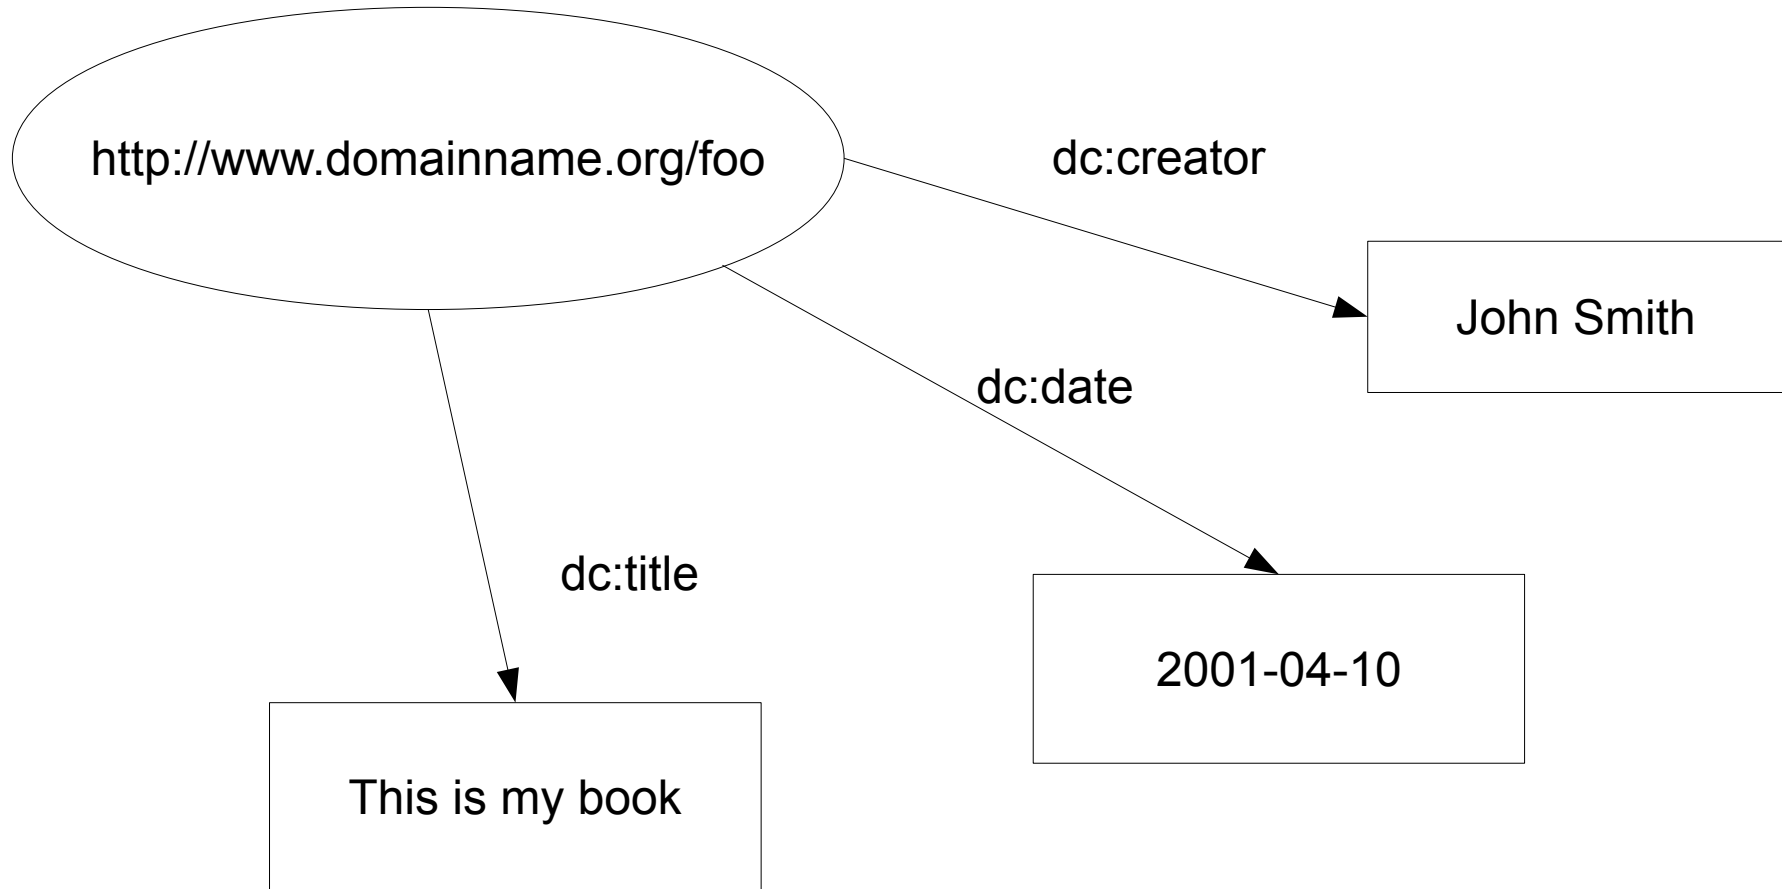 http://www.domainname.org/foo
dc:creator
John Smith
dc:date
dc:title
2001-04-10
This is my book